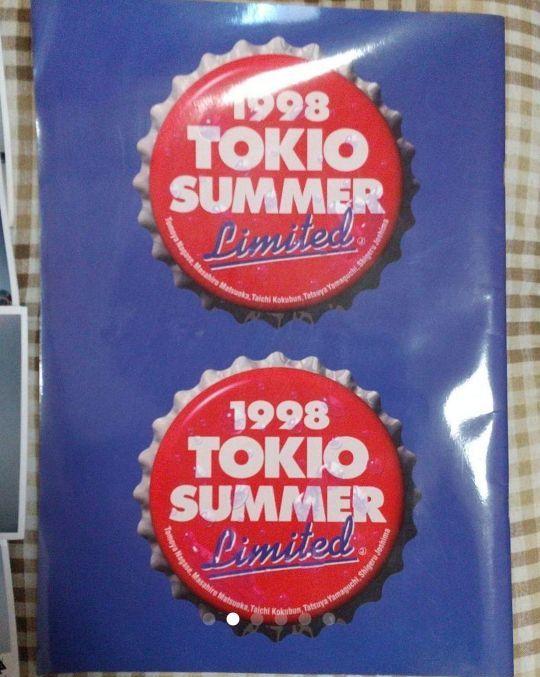 1998
TOKIO
SUMMER
Limited
Tomoya Nagase, Masahiro Matsuoka, Taichi Kokubun, Tatsuya Yamaguchi, Shigeru Joshima
1998
TOKIO
SUMMER
Limited
Tomoya Nagase, Masahiro Matsuoka, Taichi Kokubun, Tatsuya Yamaguchi, Shigeru Joshima